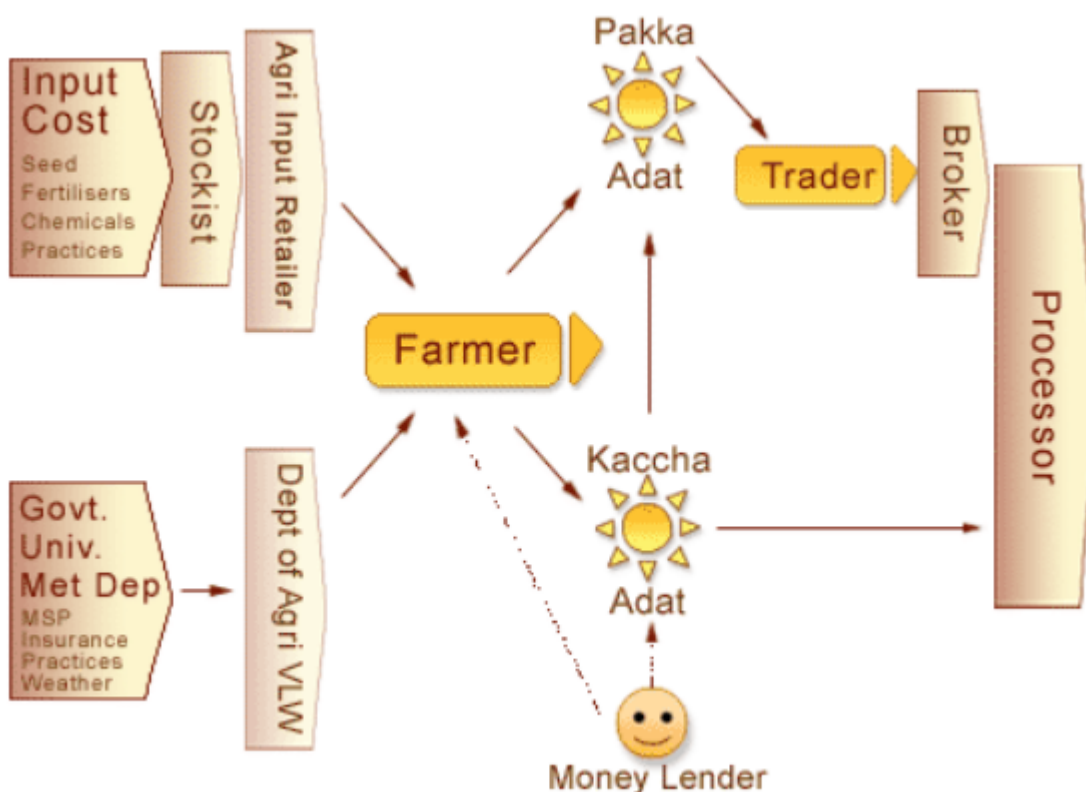 Input
Cost
Seed
Fertilisers
Chemicals
Practices
Stockist
Agri Input Retailer
Pakka
Adat
Trader
Broker
Processor
Farmer
Govt.
Univ.
Met Dep
MSP
Insurance
Practices
Weather
Dept of Agri VLW
Kaccha
Adat
Money Lender